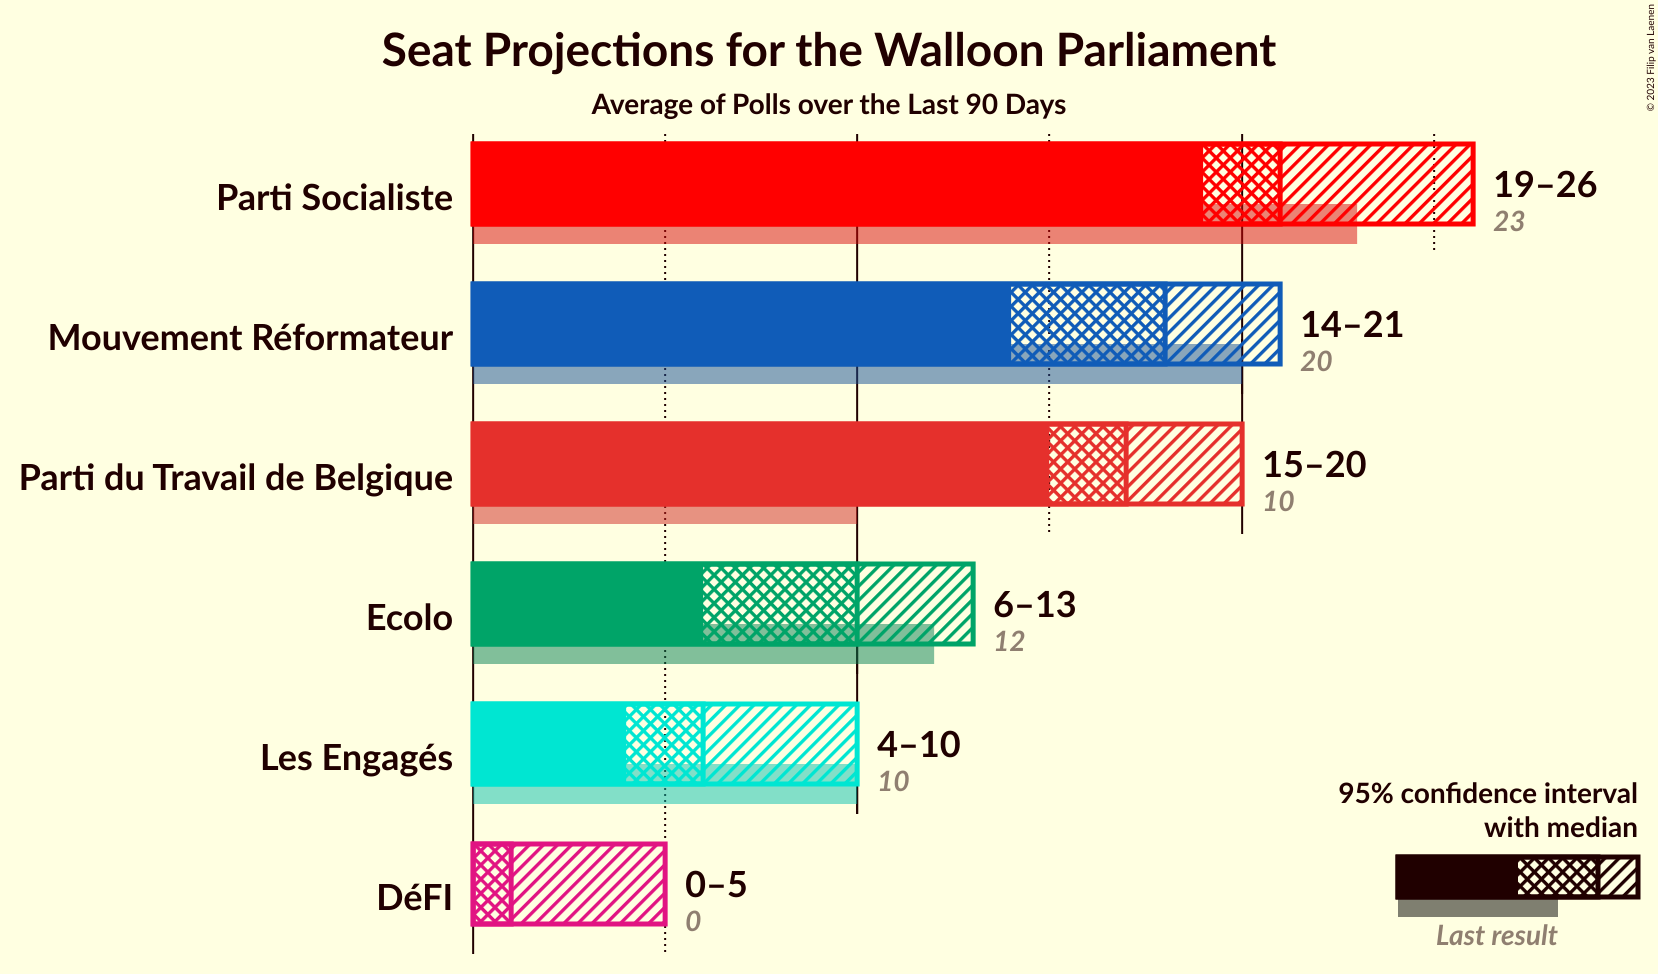 Seat Projections for the Walloon Parliament
Average of Polls over the Last 90 Days
© 2023 Filip van Laenen
Parti Socialiste
19–26
23
Mouvement Réformateur
14–21
20
Parti du Travail de Belgique
15–20
10
Ecolo
6–13
12
Les Engagés
4–10
10
DéFI
0–5
0
95% confidence interval
with median
Last result